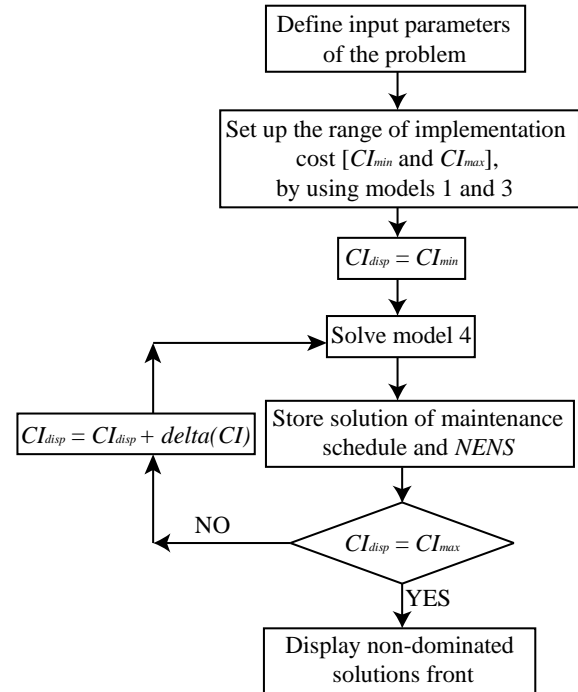 Define input parameters
of the problem
Set up the range of implementation
cost [CImin and CImax],
by using models 1 and 3
CIdisp = CImin
Solve model 4
CIdisp = CIdisp + delta(CI)
Store solution of maintenance
schedule and NENS
NO
CIdisp = CImax
YES
Display non-dominated
solutions front